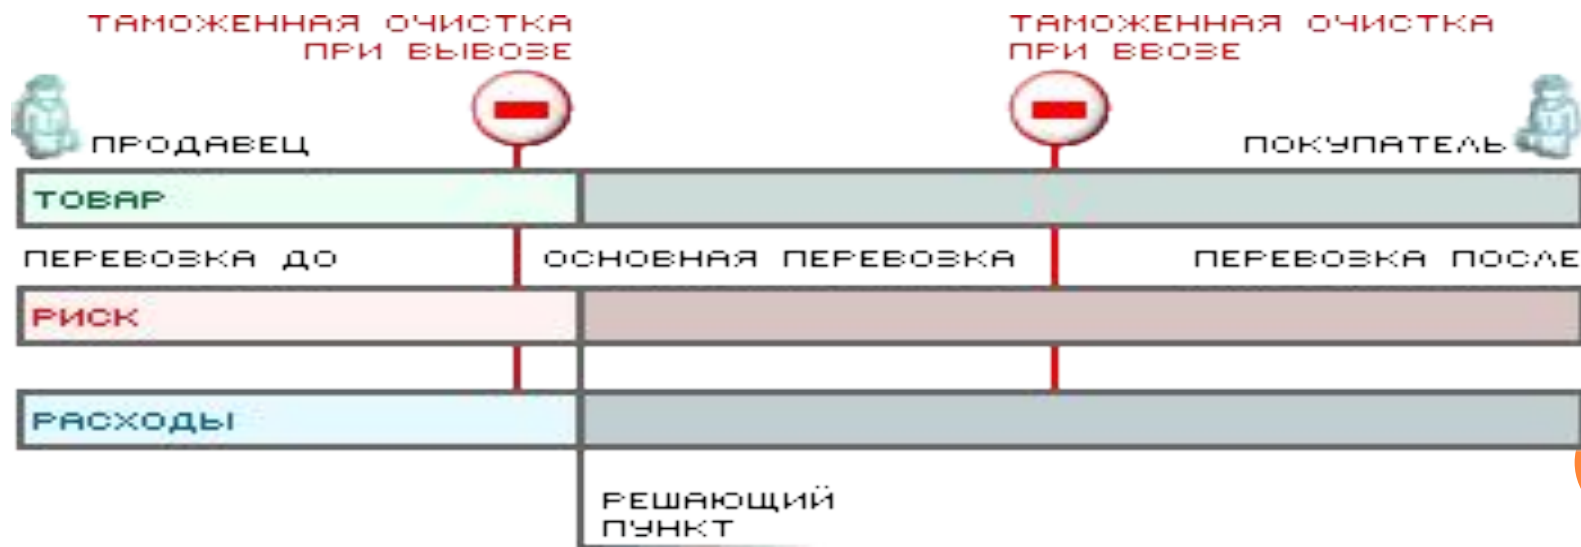 ТАМОЖЕННАЯ ОЧИСТКА
ПРИ ВЫВОЗЕ
ТАМОЖЕННАЯ ОЧИСТКА
ПРИ ВВОЗЕ
ПРОДАВЕЦ
ПОКУПАТЕЛЬ
ТОВАР
ПЕРЕВОЗКА ДО
ОСНОВНАЯ ПЕРЕВОЗКА
ПЕРЕВОЗКА ПОСЛЕ
РИСК
РАСХОДЫ
РЕШАЮЩИЙ
ПУНКТ